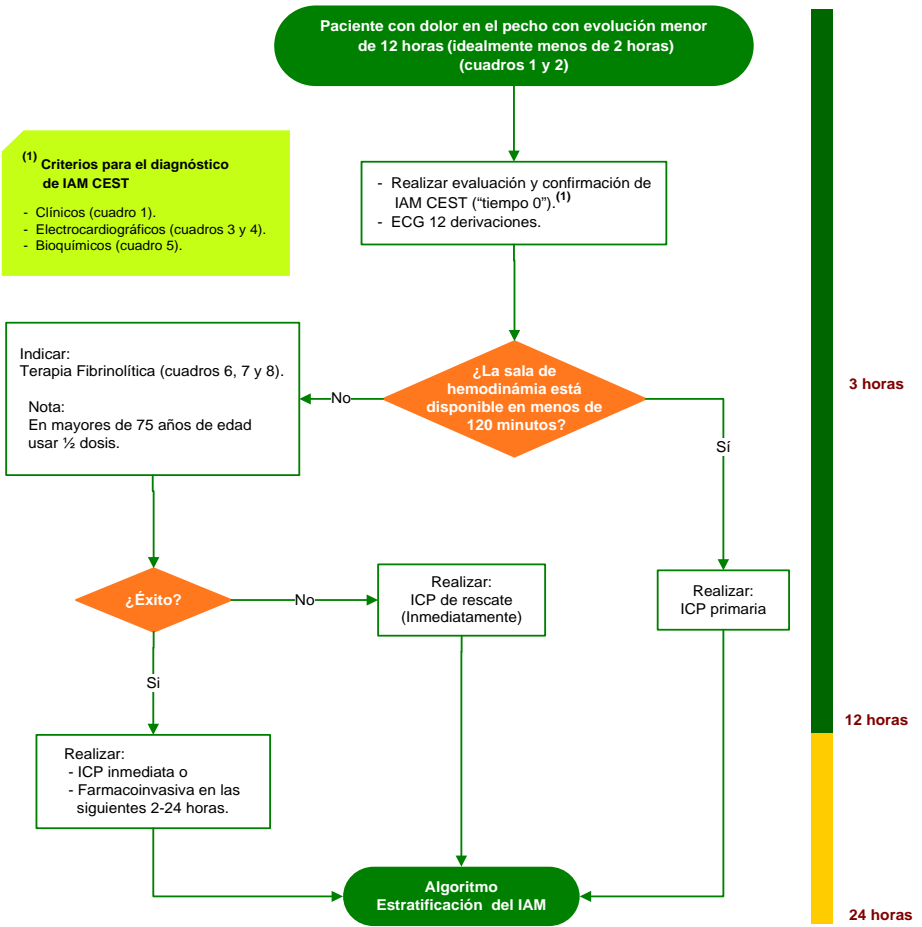 Paciente con dolor en el pecho con evolución menor
de 12 horas (idealmente menos de 2 horas)
(cuadros 1 y 2)
(1) Criterios para el diagnóstico
de IAM CEST
- Clínicos (cuadro 1).
- Electrocardiográficos (cuadros 3 y 4).
- Bioquímicos (cuadro 5).
- Realizar evaluación y confirmación de
IAM CEST (“tiempo 0”).(1)
- ECG 12 derivaciones.
Indicar:
Terapia Fibrinolítica (cuadros 6, 7 y 8).
Nota:
En mayores de 75 años de edad
usar ½ dosis.
No
¿La sala de
hemodinámia está
disponible en menos de
120 minutos?
Sí
3 horas
¿Éxito?
No
Realizar:
ICP de rescate
(Inmediatamente)
Realizar:
ICP primaria
Si
12 horas
Realizar:
- ICP inmediata o
- Farmacoinvasiva en las
siguientes 2-24 horas.
Algoritmo
Estratificación del IAM
24 horas